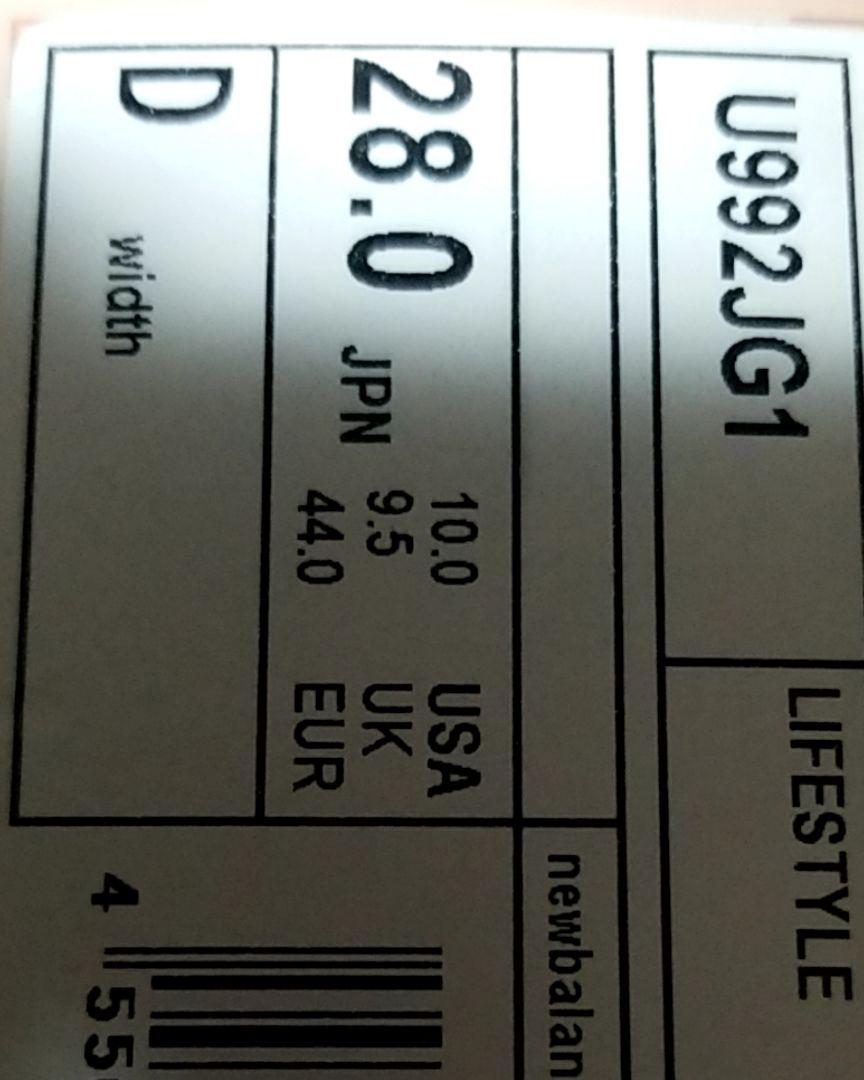 U992JG1
LIFESTYLE
28.0 JPN
10.0 USA
9.5 UK
44.0 EUR
D width
newbalan
4 55